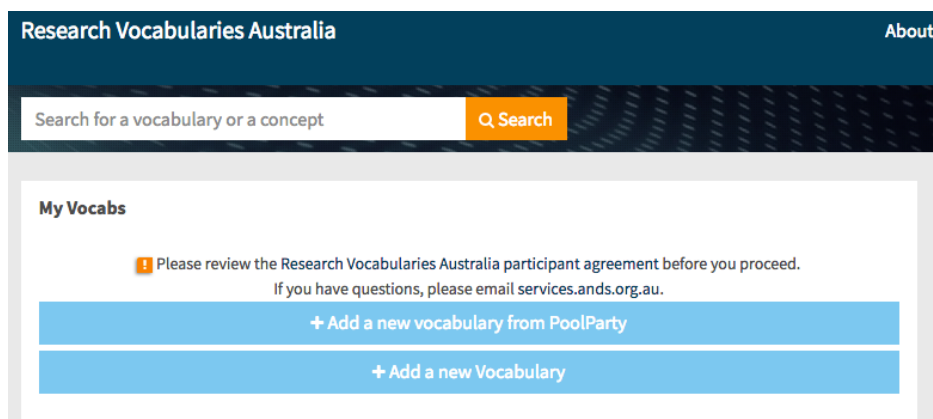 Research Vocabularies Australia
About
Search for a vocabulary or a concept
Search
My Vocabs
! Please review the Research Vocabularies Australia participant agreement before you proceed.
If you have questions, please email services.ands.org.au.
+ Add a new vocabulary from PoolParty
+ Add a new Vocabulary